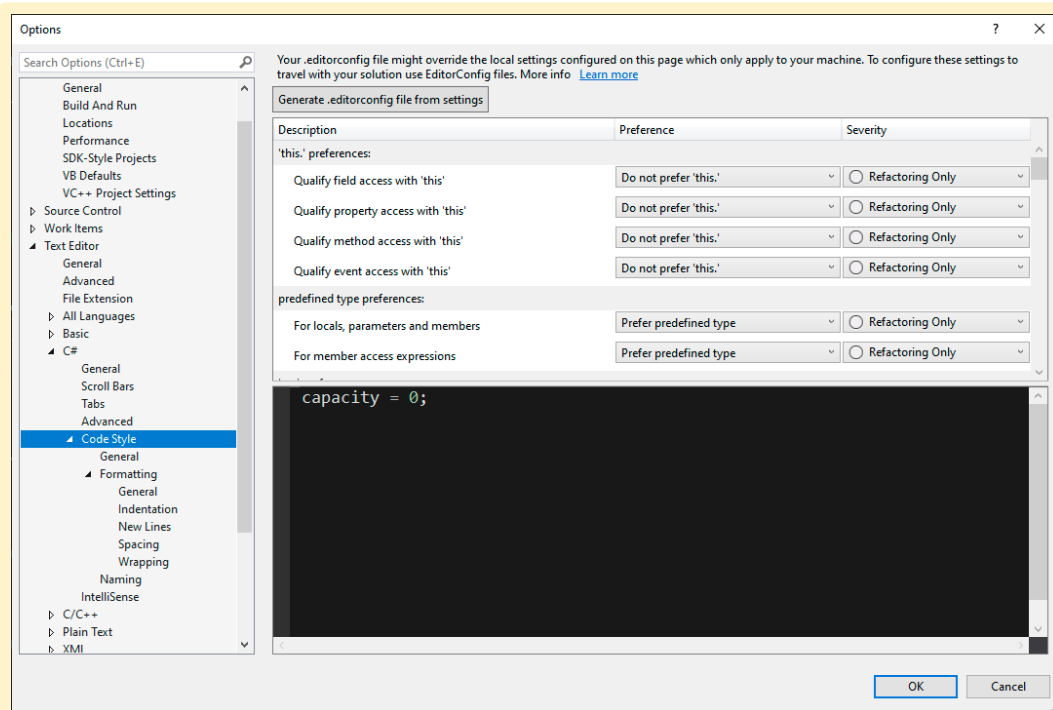 Options
?
Search Options (Ctrl+E)
General
Build And Run
Locations
Performance
SDK-Style Projects
VB Defaults
VC++ Project Settings
Source Control
Work Items
Text Editor
General
Advanced
File Extension
All Languages
Basic
C#
General
Scroll Bars
Tabs
Advanced
Code Style
General
Formatting
General
Indentation
New Lines
Spacing
Wrapping
Naming
IntelliSense
C/C++
Plain Text
XML
Your .editorconfig file might override the local settings configured on this page which only apply to your machine. To configure these settings to
travel with your solution use EditorConfig files. More info Learn more
Generate .editorconfig file from settings
Description Preference Severity
'this.' preferences:
Qualify field access with 'this' Do not prefer 'this.' Refactoring Only
Qualify property access with 'this' Do not prefer 'this.' Refactoring Only
Qualify method access with 'this' Do not prefer 'this.' Refactoring Only
Qualify event access with 'this' Do not prefer 'this.' Refactoring Only
predefined type preferences:
For locals, parameters and members Prefer predefined type Refactoring Only
For member access expressions Prefer predefined type Refactoring Only
capacity = 0;
OK Cancel